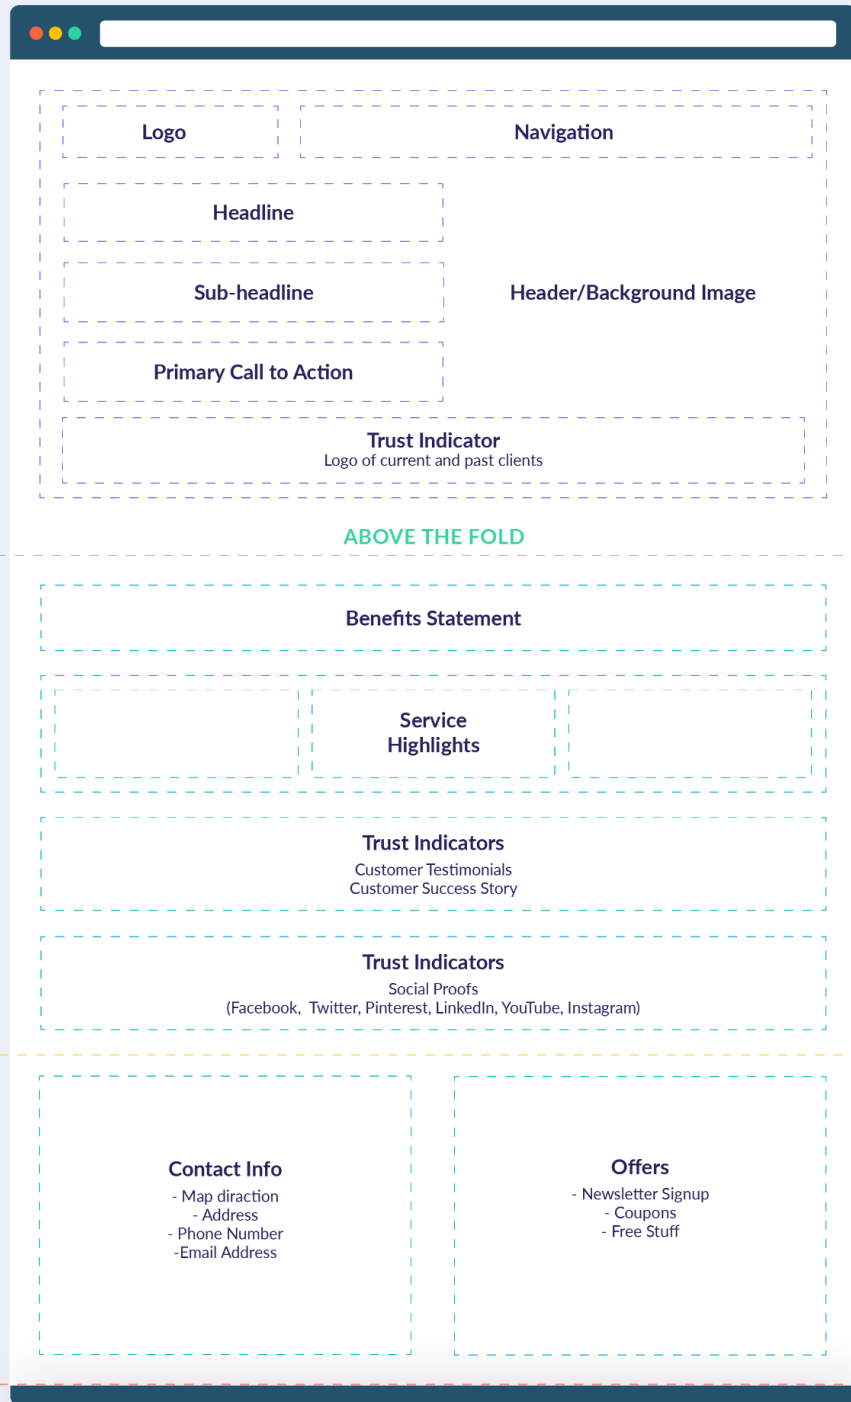 Logo
Navigation
Headline
Sub-headline
Header/Background Image
Primary Call to Action
Trust Indicator
Logo of current and past clients
ABOVE THE FOLD
Benefits Statement
Service
Highlights
Trust Indicators
Customer Testimonials
Customer Success Story
Trust Indicators
Social Proofs
(Facebook,  Twitter, Pinterest, LinkedIn, YouTube, Instagram)
Contact Info
- Map diraction
- Address
- Phone Number
-Email Address
Offers
- Newsletter Signup
- Coupons
- Free Stuff